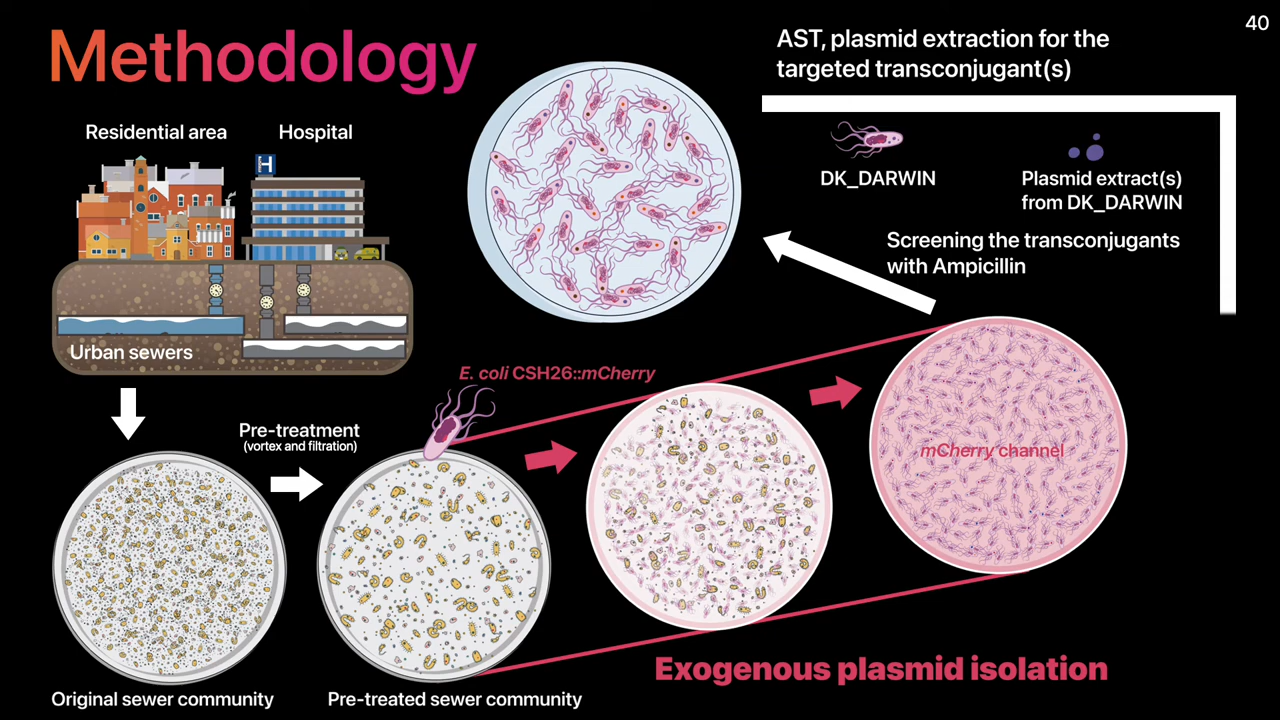 40
Methodology
AST, plasmid extraction for the
targeted transconjugant(s)
Residential area
Hospital
H
DK_DARWIN
Plasmid extract(s)
from DK_DARWIN
Screening the transconjugants
with Ampicillin
Urban sewers
E. coli CSH26::mCherry
Pre-treatment
(vortex and filtration)
mCherry channel
Exogenous plasmid isolation
Original sewer community
Pre-treated sewer community